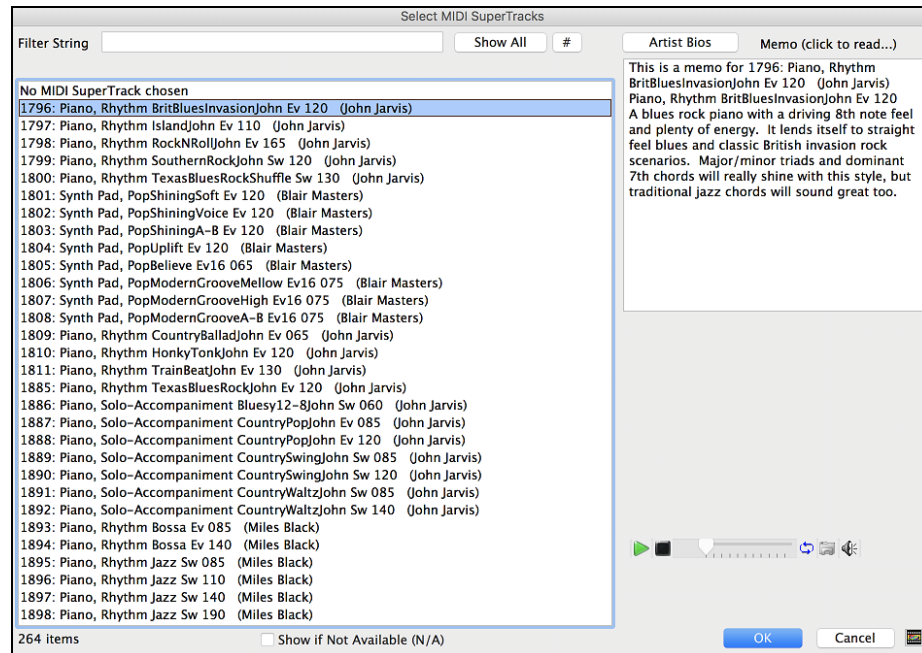 Select MIDI SuperTracks
Filter String
Show All
#
Artist Bios
Memo (click to read...)
No MIDI SuperTrack chosen
1796: Piano, Rhythm BritBluesInvasionJohn Ev 120 (John Jarvis)
1797: Piano, Rhythm IslandJohn Ev 110 (John Jarvis)
1798: Piano, Rhythm RockNRollJohn Ev 165 (John Jarvis)
1799: Piano, Rhythm SouthernRockJohn Sw 120 (John Jarvis)
1800: Piano, Rhythm TexasBluesRockShuffle Sw 130 (John Jarvis)
1801: Synth Pad, PopShiningSoft Ev 120 (Blair Masters)
1802: Synth Pad, PopShiningVoice Ev 120 (Blair Masters)
1803: Synth Pad, PopShiningA-B Ev 120 (Blair Masters)
1804: Synth Pad, PopUplift Ev 120 (Blair Masters)
1805: Synth Pad, PopBelieve Ev16 065 (Blair Masters)
1806: Synth Pad, PopModernGrooveMellow Ev16 075 (Blair Masters)
1807: Synth Pad, PopModernGrooveHigh Ev16 075 (Blair Masters)
1808: Synth Pad, PopModernGrooveA-B Ev16 075 (Blair Masters)
1809: Piano, Rhythm CountryBalladJohn Ev 065 (John Jarvis)
1810: Piano, Rhythm HonkyTonkJohn Ev 120 (John Jarvis)
1811: Piano, Rhythm TrainBeatJohn Ev 130 (John Jarvis)
1885: Piano, Rhythm TexasBluesRockJohn Ev 120 (John Jarvis)
1886: Piano, Solo-Accompaniment Bluesy12-8John Sw 060 (John Jarvis)
1887: Piano, Solo-Accompaniment CountryPopJohn Ev 085 (John Jarvis)
1888: Piano, Solo-Accompaniment CountryPopJohn Ev 120 (John Jarvis)
1889: Piano, Solo-Accompaniment CountrySwingJohn Sw 085 (John Jarvis)
1890: Piano, Solo-Accompaniment CountrySwingJohn Sw 120 (John Jarvis)
1891: Piano, Solo-Accompaniment CountryWaltzJohn Sw 085 (John Jarvis)
1892: Piano, Solo-Accompaniment CountryWaltzJohn Sw 140 (John Jarvis)
1893: Piano, Rhythm Bossa Ev 085 (Miles Black)
1894: Piano, Rhythm Bossa Ev 140 (Miles Black)
1895: Piano, Rhythm Jazz Sw 085 (Miles Black)
1896: Piano, Rhythm Jazz Sw 110 (Miles Black)
1897: Piano, Rhythm Jazz Sw 140 (Miles Black)
1898: Piano, Rhythm Jazz Sw 190 (Miles Black)
This is a memo for 1796: Piano, Rhythm
BritBluesInvasionJohn Ev 120 (John Jarvis)
Piano, Rhythm BritBluesInvasionJohn Ev 120
A blues rock piano with a driving 8th note feel
and plenty of energy. It lends itself to straight
feel blues and classic British invasion rock
scenarios. Major/minor triads and dominant
7th chords will really shine with this style, but
traditional jazz chords will sound great too.
264 items
Show if Not Available (N/A)
OK
Cancel